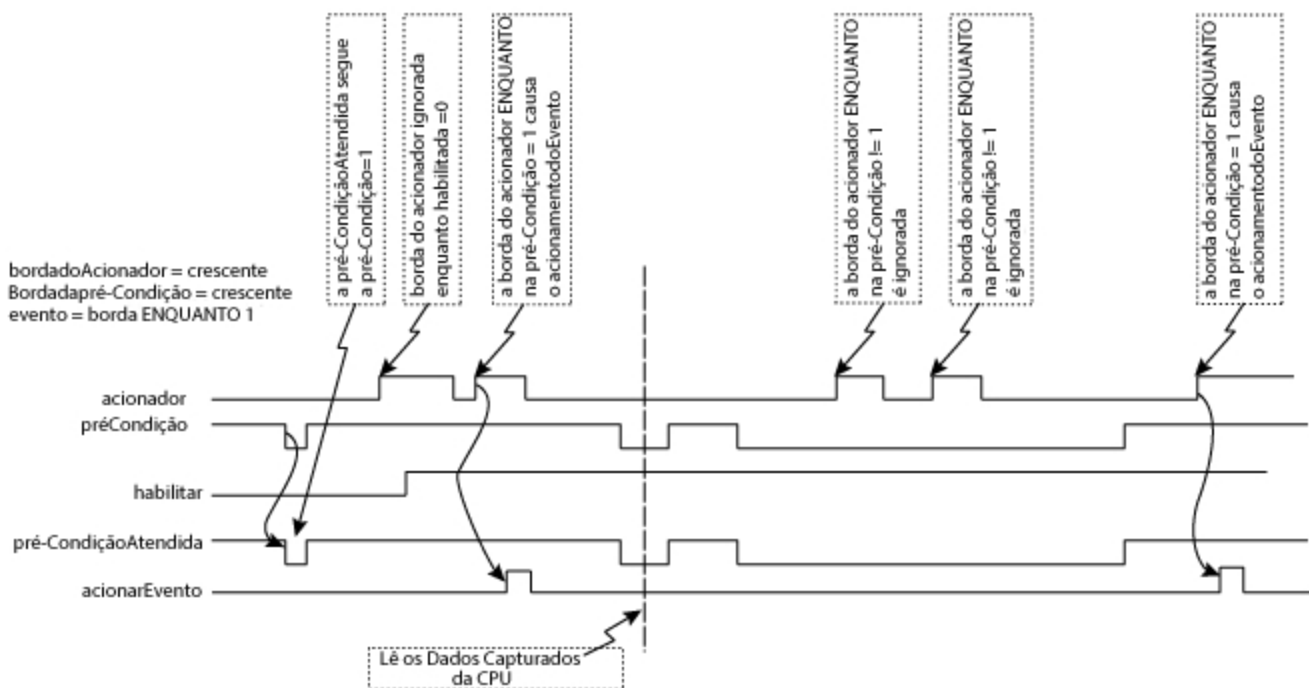 a pré-CondiçãoAtendida segue
a pré-Condição=1
borda do acionador ignorada
enquanto habilitada =0
a borda do acionador ENQUANTO
na pré-Condição = 1 causa
o acionamentodoEvento
a borda do acionador ENQUANTO
na pré-Condição != 1
é ignorada
a borda do acionador ENQUANTO
na pré-Condição != 1
é ignorada
a borda do acionador ENQUANTO
na pré-Condição = 1 causa
o acionamentodoEvento
bordadoAcionador = crescente
Bordadapré-Condição = crescente
evento = borda ENQUANTO 1
acionador
préCondição
habilitar
pré-CondiçãoAtendida
acionarEvento
Lê os Dados Capturados
da CPU